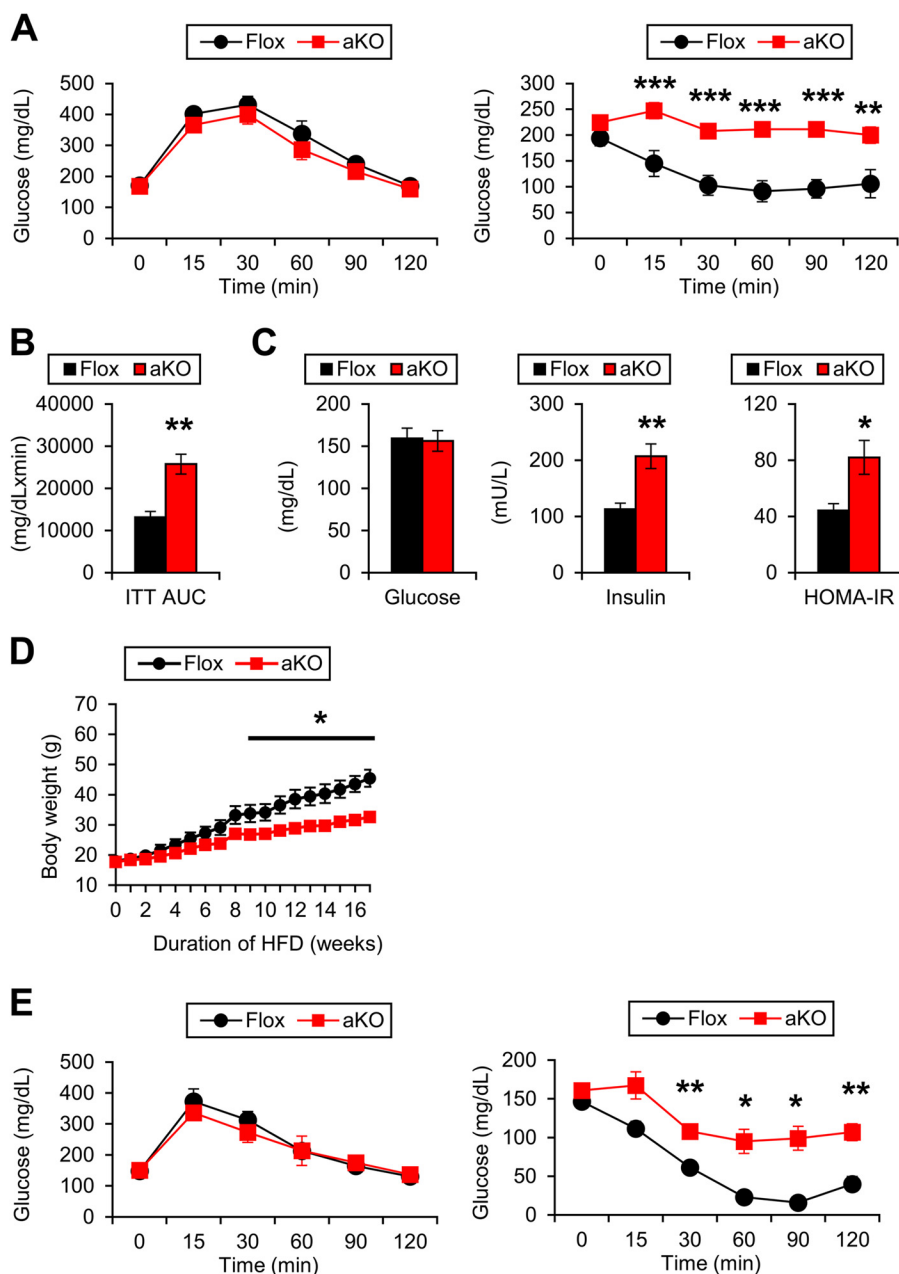 A
Flox aKO
Glucose (mg/dL)
500
400
300
200
100
0
0 15 30 60 90 120
Time (min)
Flox aKO
Glucose (mg/dL)
300
250
200
150
100
50
0
*** *** *** *** **
0 15 30 60 90 120
Time (min)
B
Flox aKO
(mg/dLxmin)
40000
30000
20000
10000
0
**
ITT AUC
C
Flox aKO
(mg/dL)
200
150
100
50
0
Glucose
Flox aKO
(mU/L)
300
200
100
0
**
Insulin
Flox aKO
120
80
40
0
*
HOMA-IR
D
Flox aKO
Body weight (g)
70
60
50
40
30
20
10
*
0 2 4 6 8 10 12 14 16
Duration of HFD (weeks)
E
Flox aKO
Glucose (mg/dL)
500
400
300
200
100
0
0 15 30 60 90 120
Time (min)
Flox aKO
Glucose (mg/dL)
200
150
100
50
0
** * * **
0 15 30 60 90 120
Time (min)